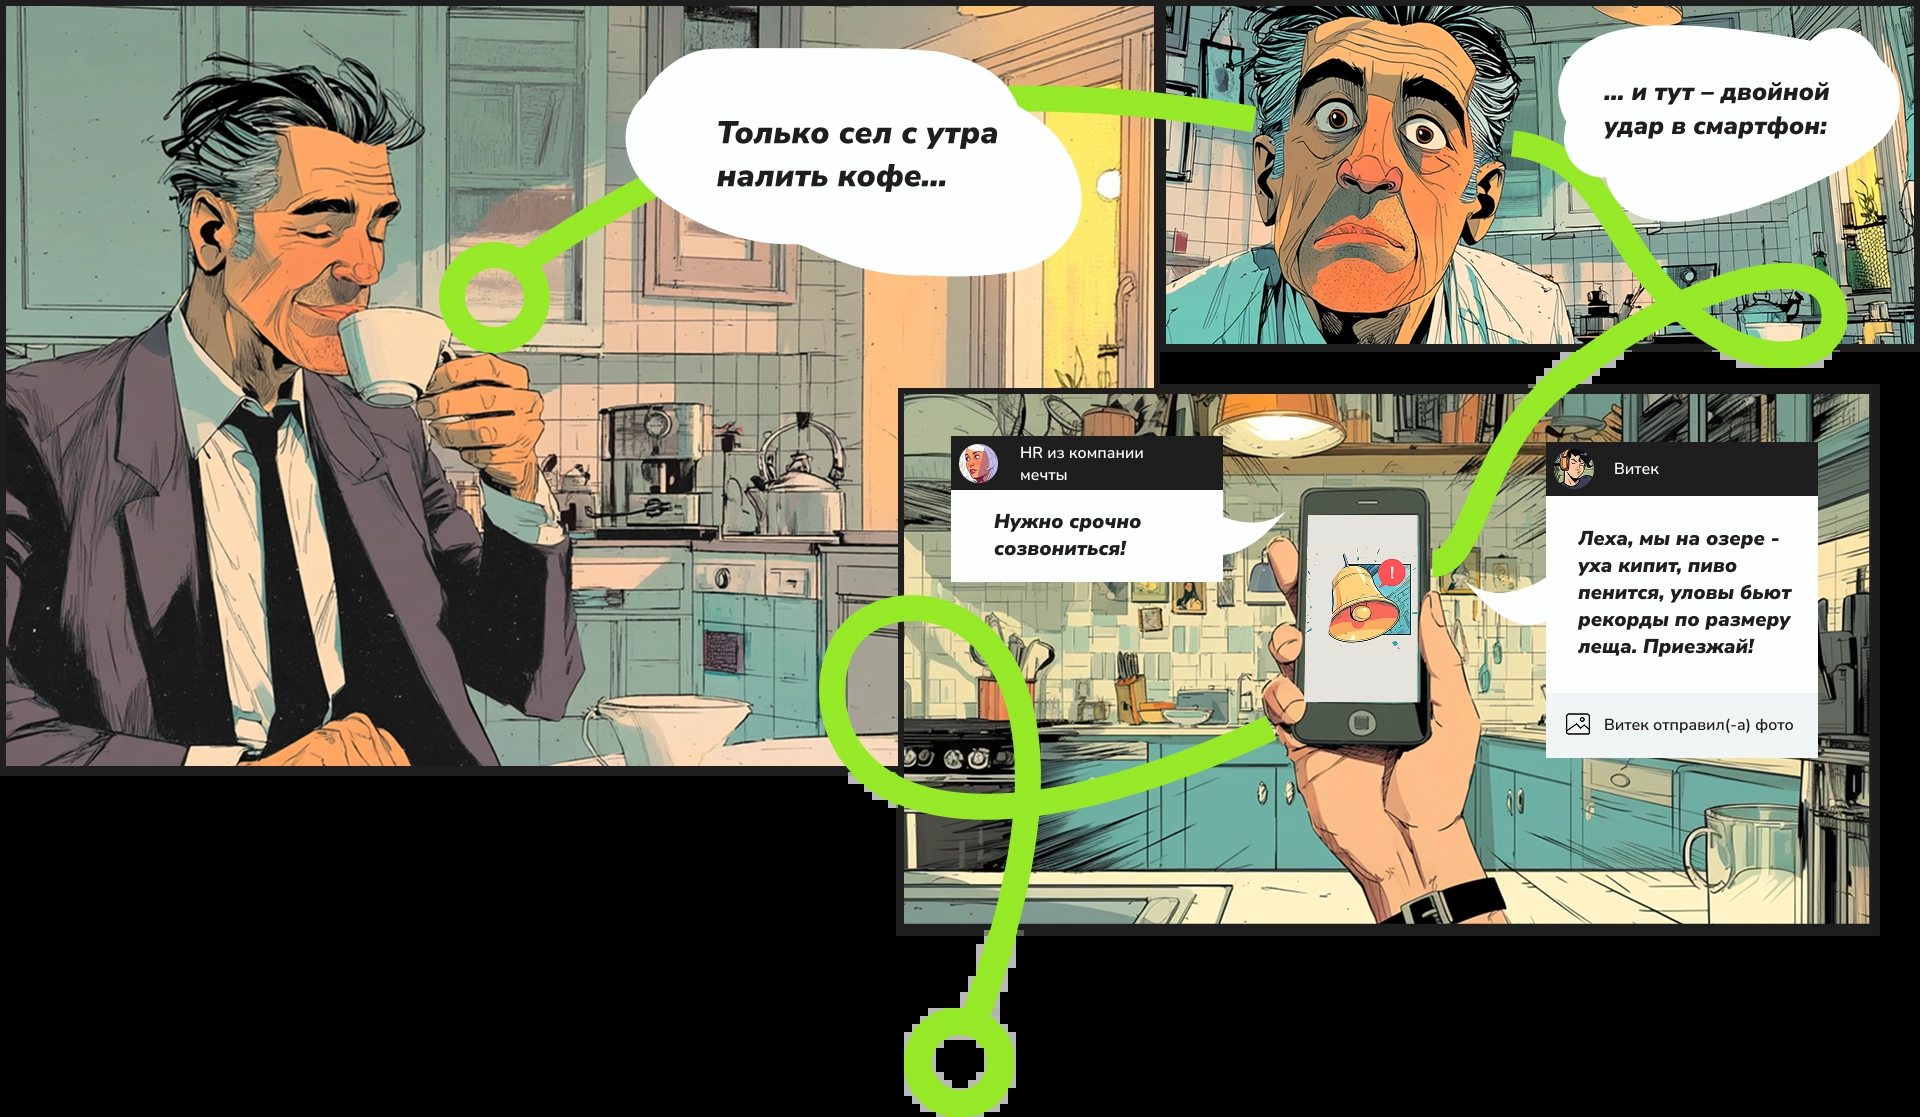 Только сел с утра
налить кофе...
... и тут – двойной
удар в смартфон:
HR из компании
мечты
Нужно срочно
созвониться!
Витек
Леха, мы на озере -
уха кипит, пиво
пенится, уловы бьют
рекорды по размеру
леща. Приезжай!
Витек отправил(-а) фото
!